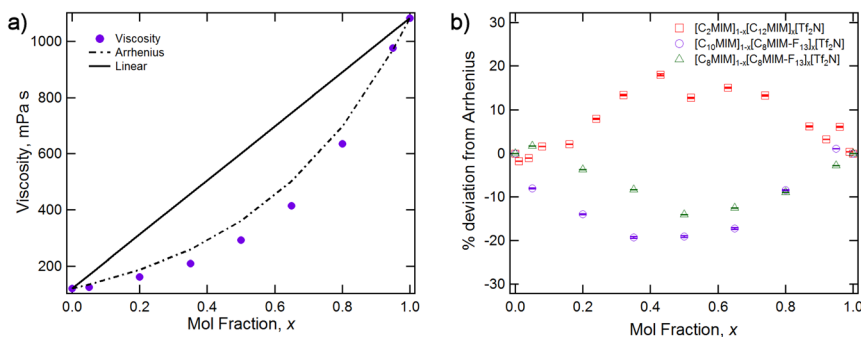 a)
Viscosity, mPa s
1000
800
600
400
200
Viscosity
Arrhenius
Linear
0.0 0.2 0.4 0.6 0.8 1.0
Mol Fraction, x
b)
% deviation from Arrhenius
30
20
10
0
-10
-20
-30
[C₂MIM]₁₋ₓ[C₁₂MIM]ₓ[Tf₂N]
[C₁₀MIM]₁₋ₓ[C₈MIM-F₁₃]ₓ[Tf₂N]
[C₈MIM]₁₋ₓ[C₈MIM-F₁₃]ₓ[Tf₂N]
0.0 0.2 0.4 0.6 0.8 1.0
Mol Fraction, x